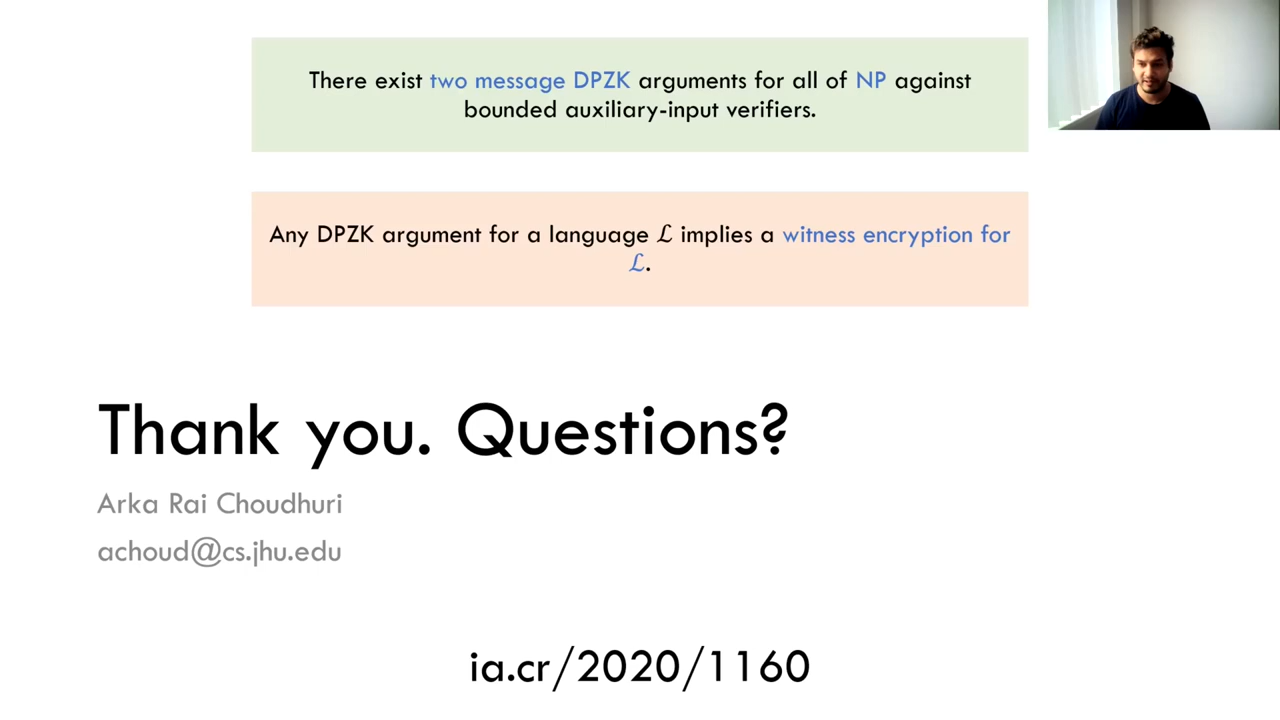 There exist two message DPZK arguments for all of NP against
bounded auxiliary-input verifiers.
Any DPZK argument for a language ℒ implies a witness encryption for
ℒ.
Thank you. Questions?
Arka Rai Choudhuri
achoud@cs.jhu.edu
ia.cr/2020/1160